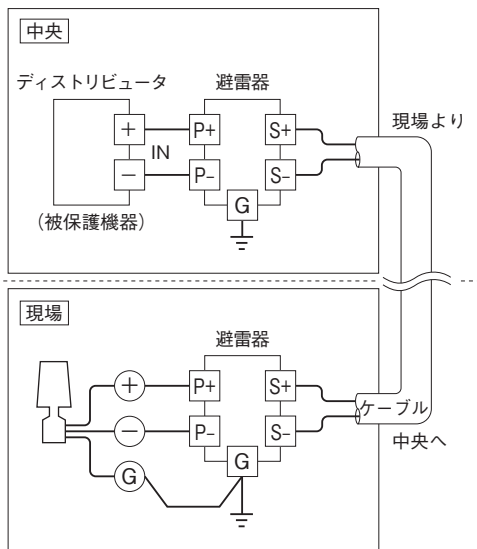 中央
ディストリビュータ 避雷器
+ P+ S+ 現場より
IN
− P− S−
(被保護機器) G
現場
避雷器
+ P+ S+
ケーブル
− P− S−
中央へ
G G